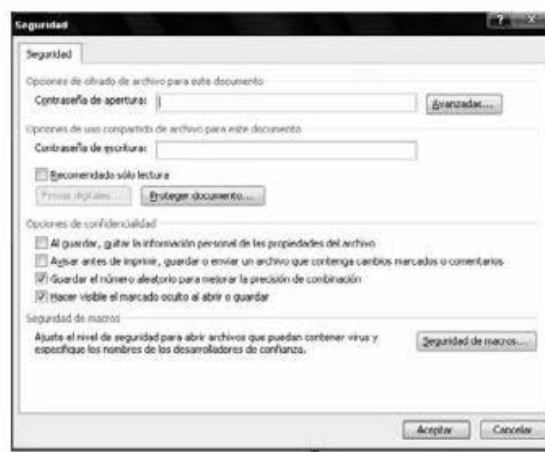 Seguridad
Seguridad
Opciones de cifrado de archivo para este documento
Contraseña de apertura:
Avanzadas...
Opciones de uso compartido de archivo para este documento
Contraseña de escritura:
Recomendado sólo lectura
Firmas digitales...
Proteger documento...
Opciones de confidencialidad
Al guardar, quitar la información personal de las propiedades del archivo
Avisar antes de imprimir, guardar o enviar un archivo que contenga cambios marcados o comentarios
Guardar el número aleatorio para mejorar la precisión de combinación
Hacer visible el marcado oculto al abrir o guardar
Seguridad de macros
Ajuste el nivel de seguridad para abrir archivos que puedan contener virus y
especifique los nombres de los desarrolladores de confianza.
Seguridad de macros...
Aceptar
Cancelar